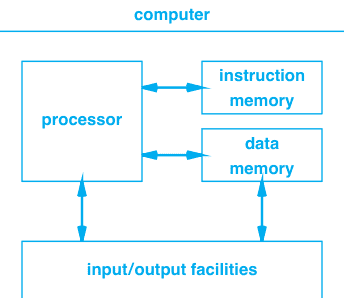 computer
processor
instruction
memory
data
memory
input/output facilities